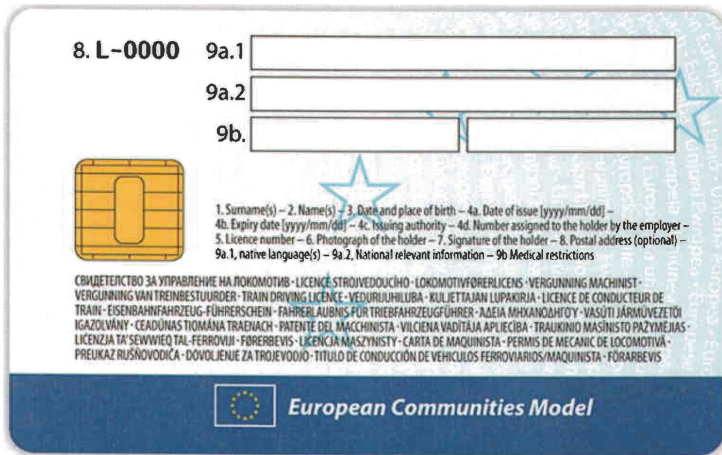 8. L-0000 9a.1
9a.2
9b.
1. Surname(s) – 2. Name(s) – 3. Date and place of birth – 4a. Date of issue [yyyy/mm/dd] –
4b. Expiry date [yyyy/mm/dd] – 4c. Issuing authority – 4d. Number assigned to the holder by the employer –
5. Licence number – 6. Photograph of the holder – 7. Signature of the holder – 8. Postal address (optional) –
9a.1, native language(s) – 9a.2, National relevant information – 9b Medical restrictions
СВИДЕТЕЛСТВО ЗА УПРАВЛЕНИЕ НА ЛОКОМОТИВ · LICENCE STROJVEDOUCÍHO · LOKOMOTIVFØRERLICENS · VERGUNNING MACHINIST ·
VERGUNNING VAN TREINBESTUURDER · TRAIN DRIVING LICENCE · VEDURIJUHILUBA · KULJETTAJAN LUPAKIRJA · LICENCE DE CONDUCTEUR DE
TRAIN · EISENBAHNFAHRZEUG-FÜHRERSCHEIN · FAHRERLAUBNIS FÜR TRIEBFAHRZEUGFÜHRER · ΑΔΕΙΑ ΜΗΧΑΝΟΔΗΓΟΥ · VASÚTI JÁRMŰVEZETŐI
IGAZOLVÁNY · CEADÚNAS TIOMÁNA TRAENACH · PATENTE DEL MACCHINISTA · VILCIENA VADĪTĀJA APLIECĪBA · TRAUKINIO MAŠINISTO PAŽYMĖJIMAS ·
LIĊENZJA TA' SEWWIEQ TAL-FERROVIJI · FØRERBEVIS · LICENCJA MASZYNISTY · CARTA DE MAQUINISTA · PERMIS DE MECANIC DE LOCOMOTIVĂ ·
PREUKAZ RUŠŇOVODIČA · DOVOLJENJE ZA TROJEVODJO · TITULO DE CONDUCCIÓN DE VEHICULOS FERROVIARIOS/MAQUINISTA · FÖRARBEVIS
European Communities Model